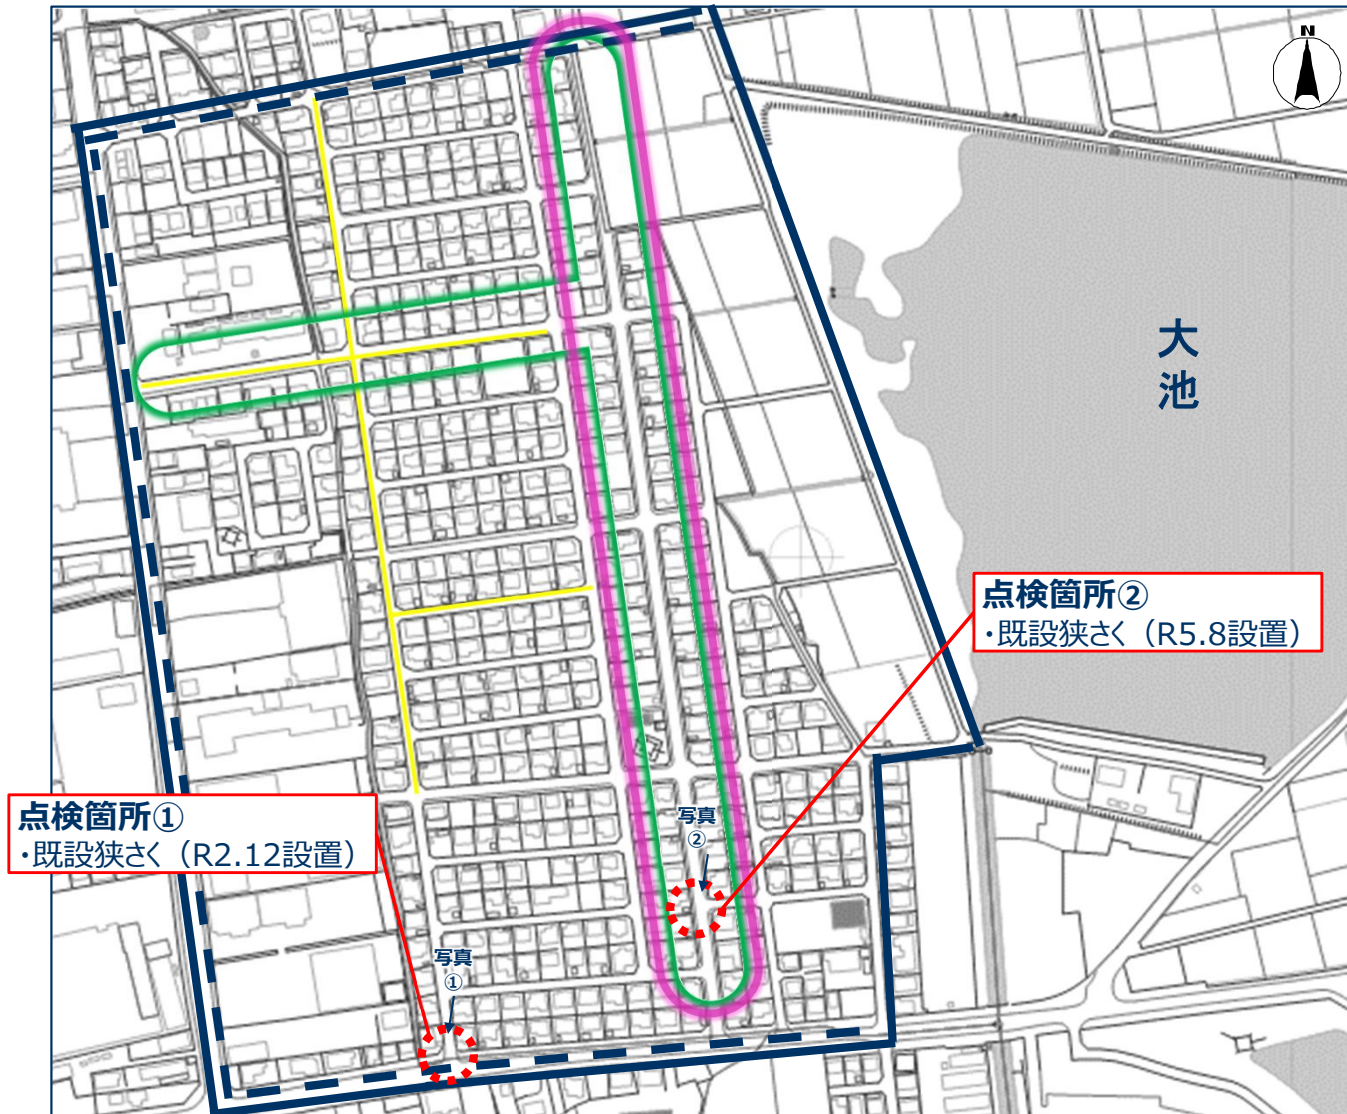 N
大
池
点検箇所②
・既設狭さく（R5.8設置）
点検箇所①
・既設狭さく（R2.12設置）
写真
②
写真
①